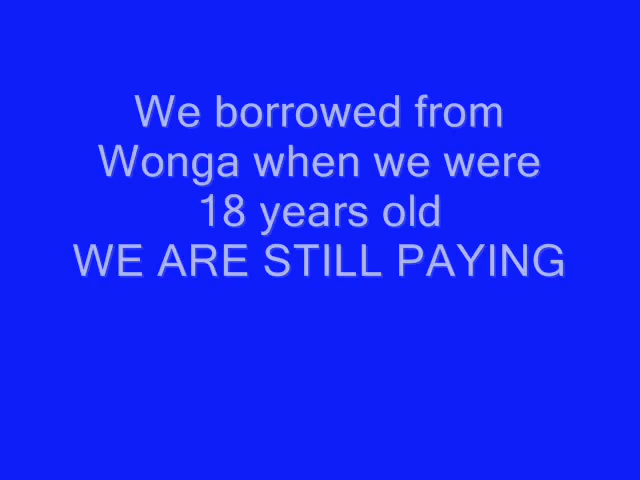 We borrowed from
Wonga when we were
18 years old
WE ARE STILL PAYING